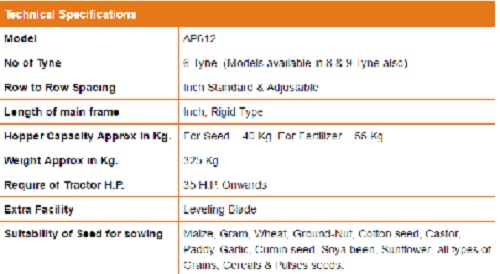 Technical Specifications
Model AP612
No of Tyne 6 Tyne (Models available in 8 & 9 Tyne also)
Row to Row Spacing Inch Standard & Adjustable
Length of main frame Inch, Rigid Type
Hopper Capacity Approx in Kg. For Seed - 40 Kg For Fertilizer - 55 Kg
Weight Approx in Kg. 325 Kg
Require of Tractor H.P. 35 H.P. Onwards
Extra Facility Leveling Blade
Suitability of Seed for sowing Maize, Gram, Wheat, Ground-Nut, Cotton seed, Castor,
Paddy, Garlic, Cumin seed, Soya been, Sunflower, all types of
Grains, Cereals & Pulses seeds.